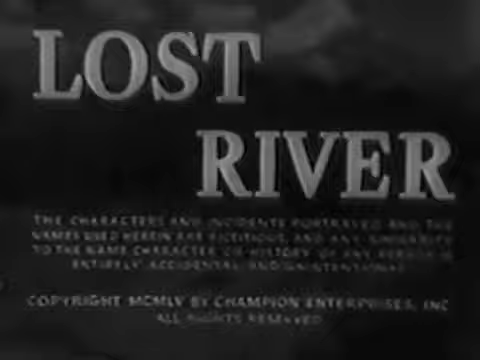 LOST
RIVER
THE CHARACTERS AND INCIDENTS PORTRAYED AND THE
NAMES USED HEREIN ARE FICTITIOUS, AND ANY SIMILARITY
TO THE NAME CHARACTER OR HISTORY OF ANY PERSON IS
ENTIRELY ACCIDENTAL AND UNINTENTIONAL
COPYRIGHT MCMLV BY CHAMPION ENTERPRISES, INC
ALL RIGHTS RESERVED